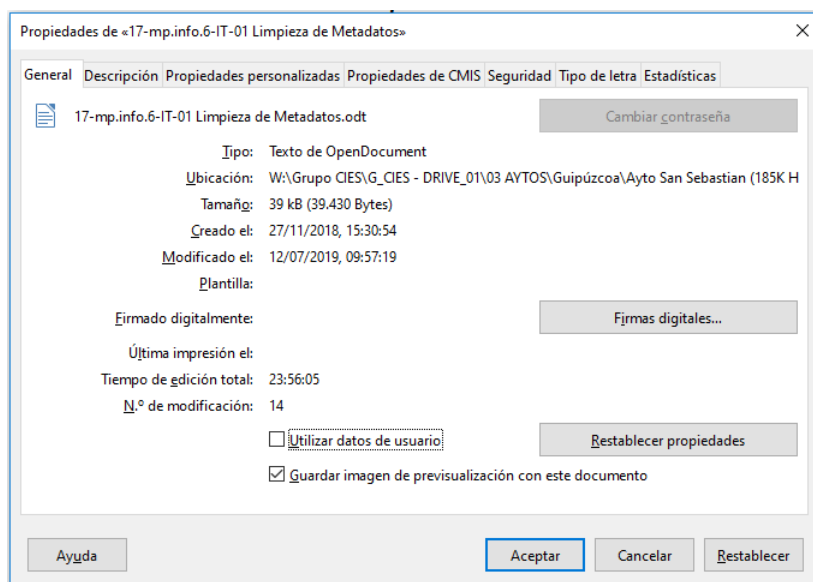 Propiedades de «17-mp.info.6-IT-01 Limpieza de Metadatos»
General Descripción Propiedades personalizadas Propiedades de CMIS Seguridad Tipo de letra Estadísticas
17-mp.info.6-IT-01 Limpieza de Metadatos.odt Cambiar contraseña
Tipo: Texto de OpenDocument
Ubicación: W:\Grupo CIES\G_CIES - DRIVE_01\03 AYTOS\Guipúzcoa\Ayto San Sebastian (185K H
Tamaño: 39 kB (39.430 Bytes)
Creado el: 27/11/2018, 15:30:54
Modificado el: 12/07/2019, 09:57:19
Plantilla:
Firmado digitalmente: Firmas digitales...
Última impresión el:
Tiempo de edición total: 23:56:05
N.º de modificación: 14
Utilizar datos de usuario Restablecer propiedades
Guardar imagen de previsualización con este documento
Ayuda Aceptar Cancelar Restablecer